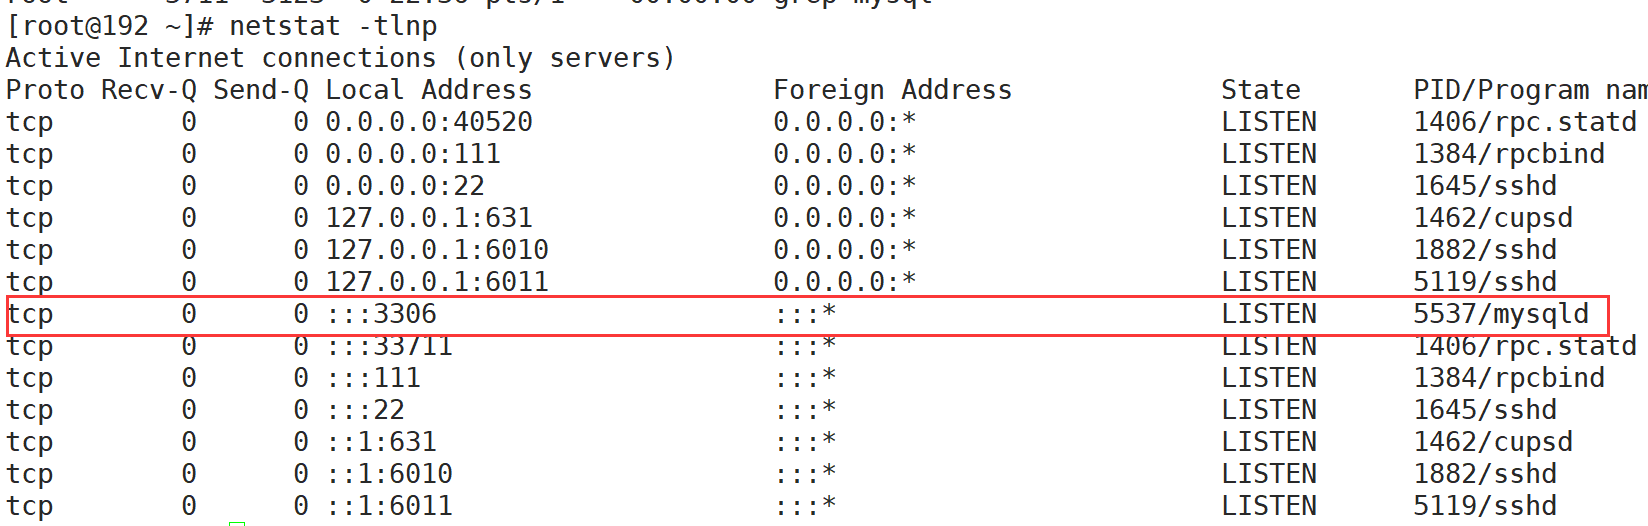 [root@192 ~]# netstat -tlnp
Active Internet connections (only servers)
Proto Recv-Q Send-Q Local Address               Foreign Address             State       PID/Program nam
tcp        0      0 0.0.0.0:40520               0.0.0.0:*                   LISTEN      1406/rpc.statd
tcp        0      0 0.0.0.0:111                 0.0.0.0:*                   LISTEN      1384/rpcbind
tcp        0      0 0.0.0.0:22                  0.0.0.0:*                   LISTEN      1645/sshd
tcp        0      0 127.0.0.1:631               0.0.0.0:*                   LISTEN      1462/cupsd
tcp        0      0 127.0.0.1:6010              0.0.0.0:*                   LISTEN      1882/sshd
tcp        0      0 127.0.0.1:6011              0.0.0.0:*                   LISTEN      5119/sshd
tcp        0      0 :::3306                     :::*                        LISTEN      5537/mysqld
tcp        0      0 :::33711                    :::*                        LISTEN      1406/rpc.statd
tcp        0      0 :::111                      :::*                        LISTEN      1384/rpcbind
tcp        0      0 :::22                       :::*                        LISTEN      1645/sshd
tcp        0      0 ::1:631                     :::*                        LISTEN      1462/cupsd
tcp        0      0 ::1:6010                    :::*                        LISTEN      1882/sshd
tcp        0      0 ::1:6011                    :::*                        LISTEN      5119/sshd